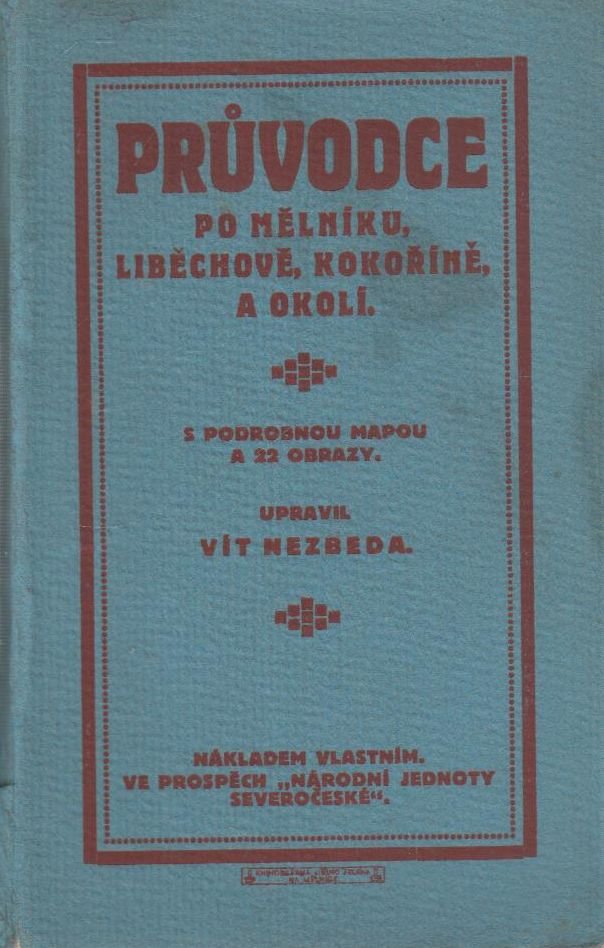 PRŮVODCE
PO MĚLNÍKU,
LIBĚCHOVĚ, KOKOŘÍNĚ,
A OKOLÍ.
S PODROBNOU MAPOU
A 22 OBRAZY.
UPRAVIL
VÍT NEZBEDA.
NÁKLADEM VLASTNÍM.
VE PROSPĚCH „NÁRODNÍ JEDNOTY
SEVEROČESKÉ“.